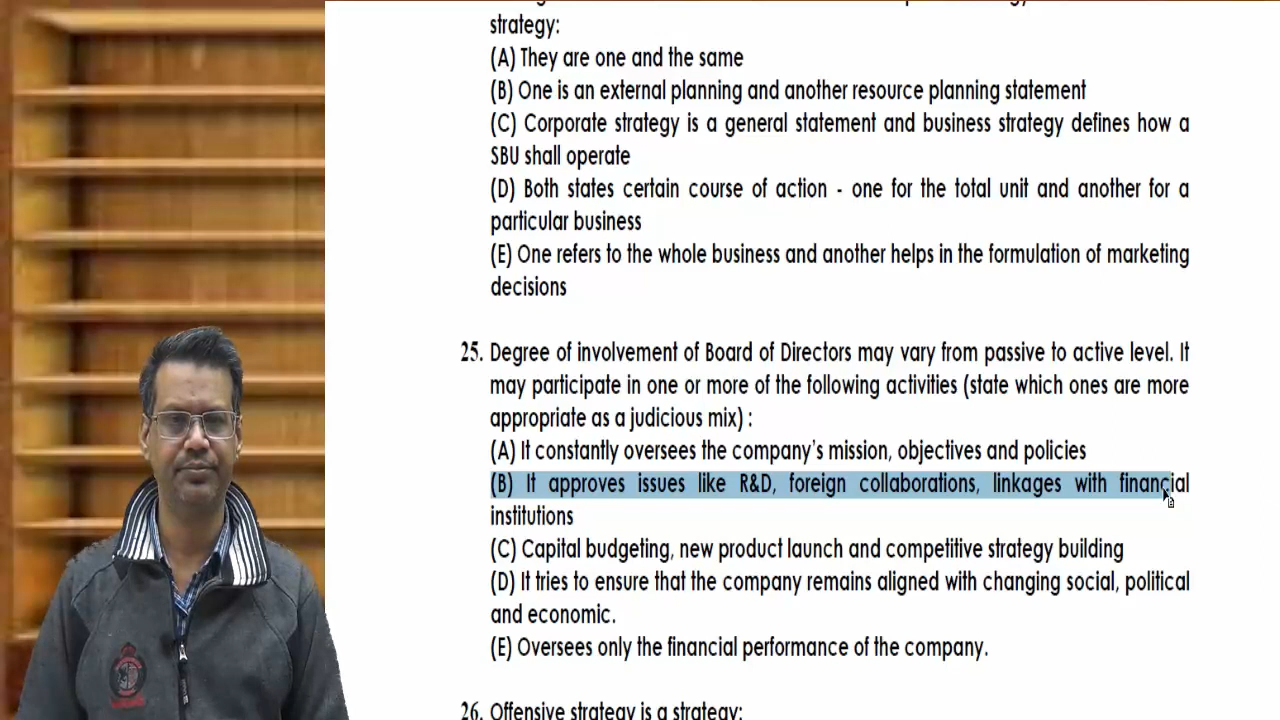 strategy:
(A) They are one and the same
(B) One is an external planning and another resource planning statement
(C) Corporate strategy is a general statement and business strategy defines how a
SBU shall operate
(D) Both states certain course of action - one for the total unit and another for a
particular business
(E) One refers to the whole business and another helps in the formulation of marketing
decisions
25. Degree of involvement of Board of Directors may vary from passive to active level. It
may participate in one or more of the following activities (state which ones are more
appropriate as a judicious mix) :
(A) It constantly oversees the company's mission, objectives and policies
(B) It approves issues like R&D, foreign collaborations, linkages with financial
institutions
(C) Capital budgeting, new product launch and competitive strategy building
(D) It tries to ensure that the company remains aligned with changing social, political
and economic.
(E) Oversees only the financial performance of the company.
26. Offensive strategy is a strategy: